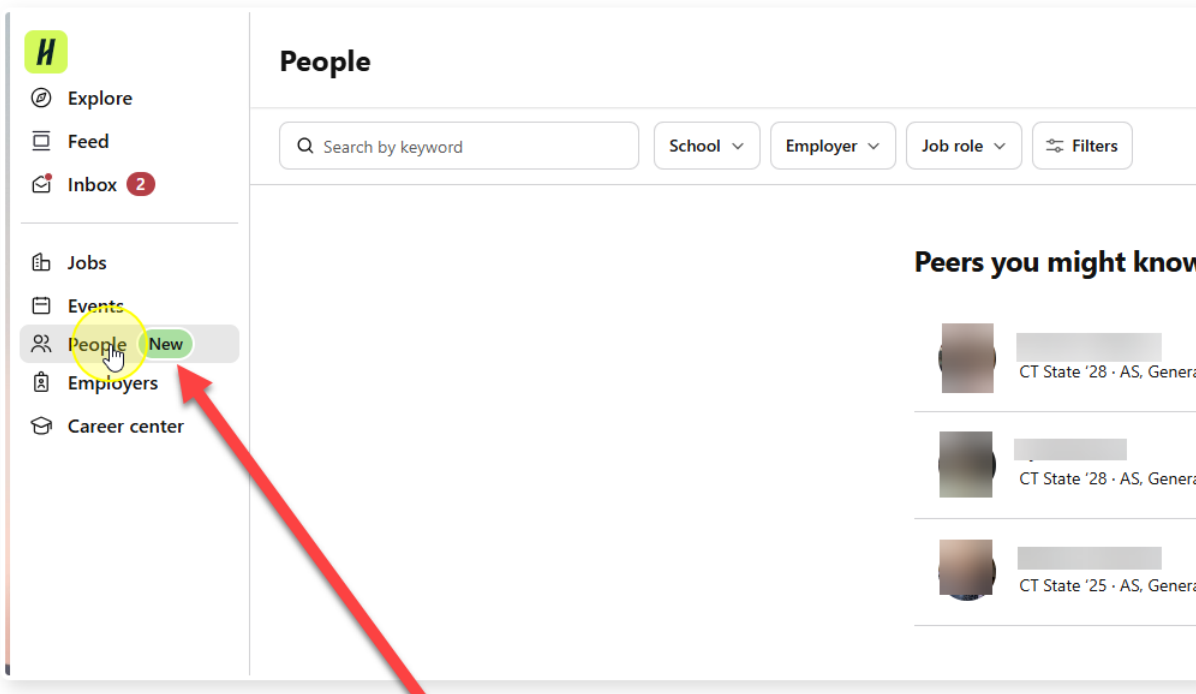 H
People
Explore
Feed
Inbox 2
Search by keyword
School
Employer
Job role
Filters
Jobs
Events
People New
Employers
Career center
Peers you might know
CT State '28 · AS, Genera
CT State '28 · AS, Genera
CT State '25 · AS, Genera